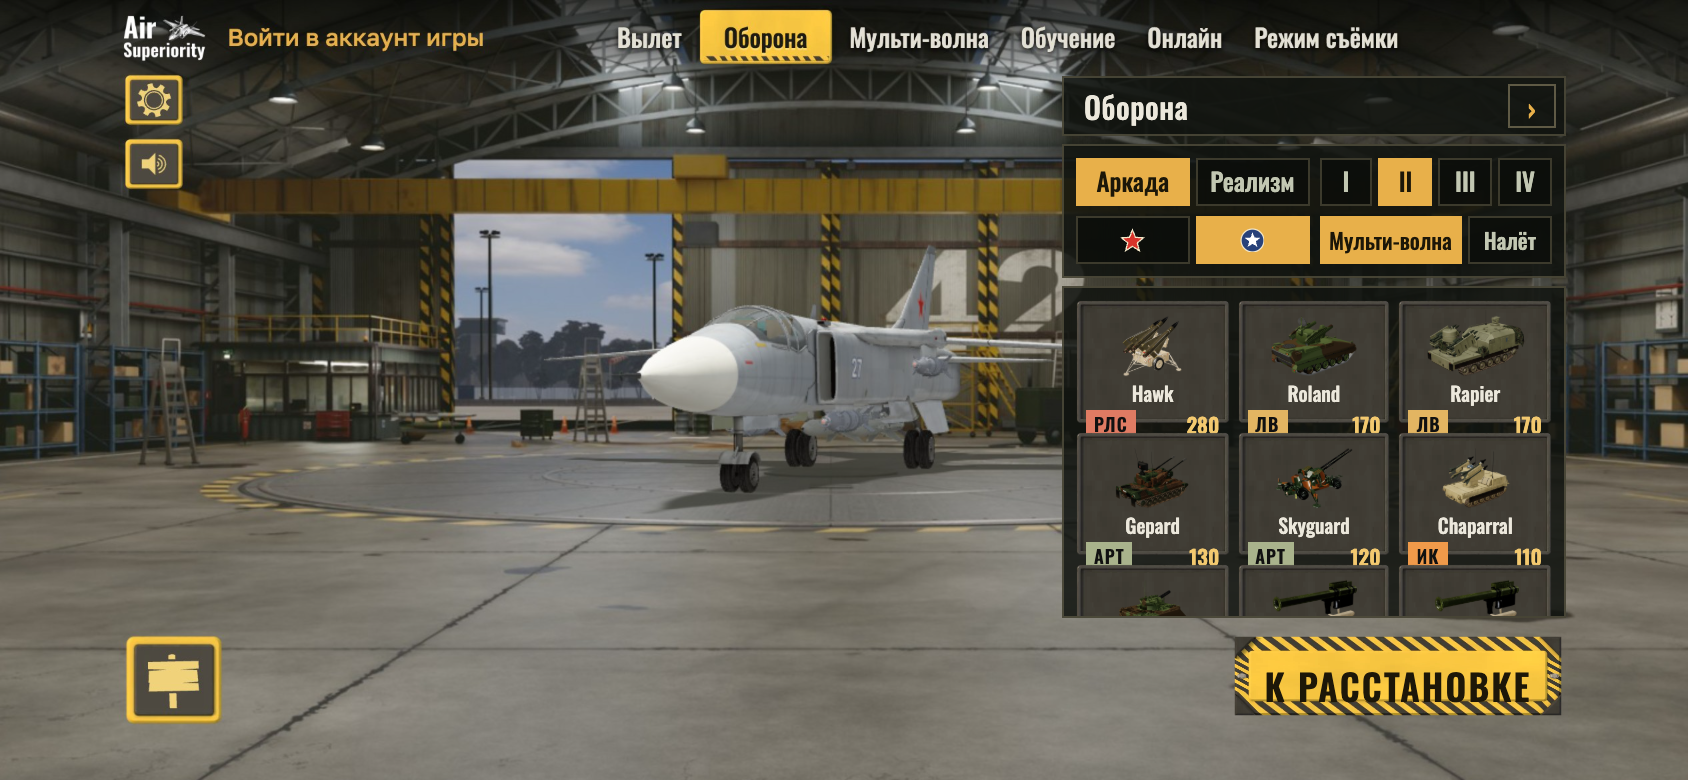 Air
Superiority
Войти в аккаунт игры
Вылет
Оборона
Мульти-волна
Обучение
Онлайн
Режим съёмки
Оборона
Аркада
Реализм
I
II
III
IV
Мульти-волна
Налёт
Hawk
РЛС 280
Roland
ЛВ 170
Rapier
ЛВ 170
Gepard
АРТ 130
Skyguard
АРТ 120
Chaparral
ИК 110
27
42
К РАССТАНОВКЕ